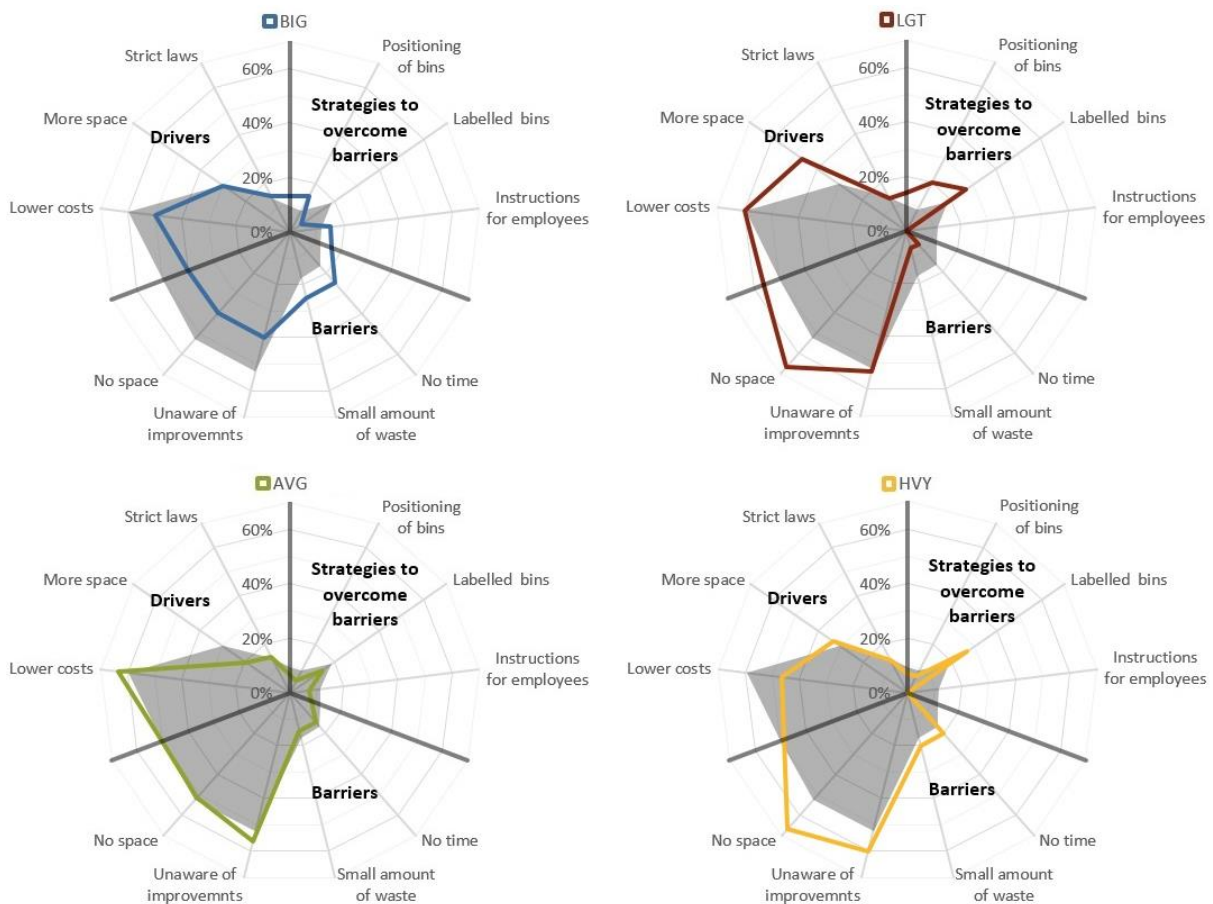 BIG
Strict laws
Positioning
of bins
60%
Strategies to
overcome
barriers
More space
Drivers
40%
Labelled bins
20%
Lower costs
Instructions
for employees
0%
Barriers
No space
No time
Unaware of
improvemnts
Small amount
of waste
LGT
Strict laws
Positioning
of bins
60%
Strategies to
overcome
barriers
More space
Drivers
40%
Labelled bins
20%
Lower costs
Instructions
for employees
0%
Barriers
No space
No time
Unaware of
improvemnts
Small amount
of waste
AVG
Strict laws
Positioning
of bins
60%
Strategies to
overcome
barriers
More space
Drivers
40%
Labelled bins
20%
Lower costs
Instructions
for employees
0%
Barriers
No space
No time
Unaware of
improvemnts
Small amount
of waste
HVY
Strict laws
Positioning
of bins
60%
Strategies to
overcome
barriers
More space
Drivers
40%
Labelled bins
20%
Lower costs
Instructions
for employees
0%
Barriers
No space
No time
Unaware of
improvemnts
Small amount
of waste